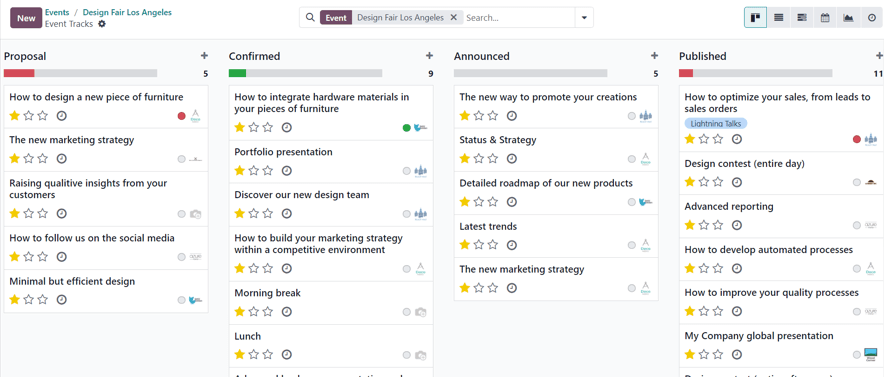 New
Events / Design Fair Los Angeles
Event Tracks
Event Design Fair Los Angeles
Search...
Proposal
5
How to design a new piece of furniture
The new marketing strategy
Raising qualitive insights from your
customers
How to follow us on the social media
Minimal but efficient design
Confirmed
9
How to integrate hardware materials in
your pieces of furniture
Portfolio presentation
Discover our new design team
How to build your marketing strategy
within a competitive environment
Morning break
Lunch
Announced
5
The new way to promote your creations
Status & Strategy
Detailed roadmap of our new products
Latest trends
The new marketing strategy
Published
11
How to optimize your sales, from leads to
sales orders
Lightning Talks
Design contest (entire day)
Advanced reporting
How to develop automated processes
How to improve your quality processes
My Company global presentation